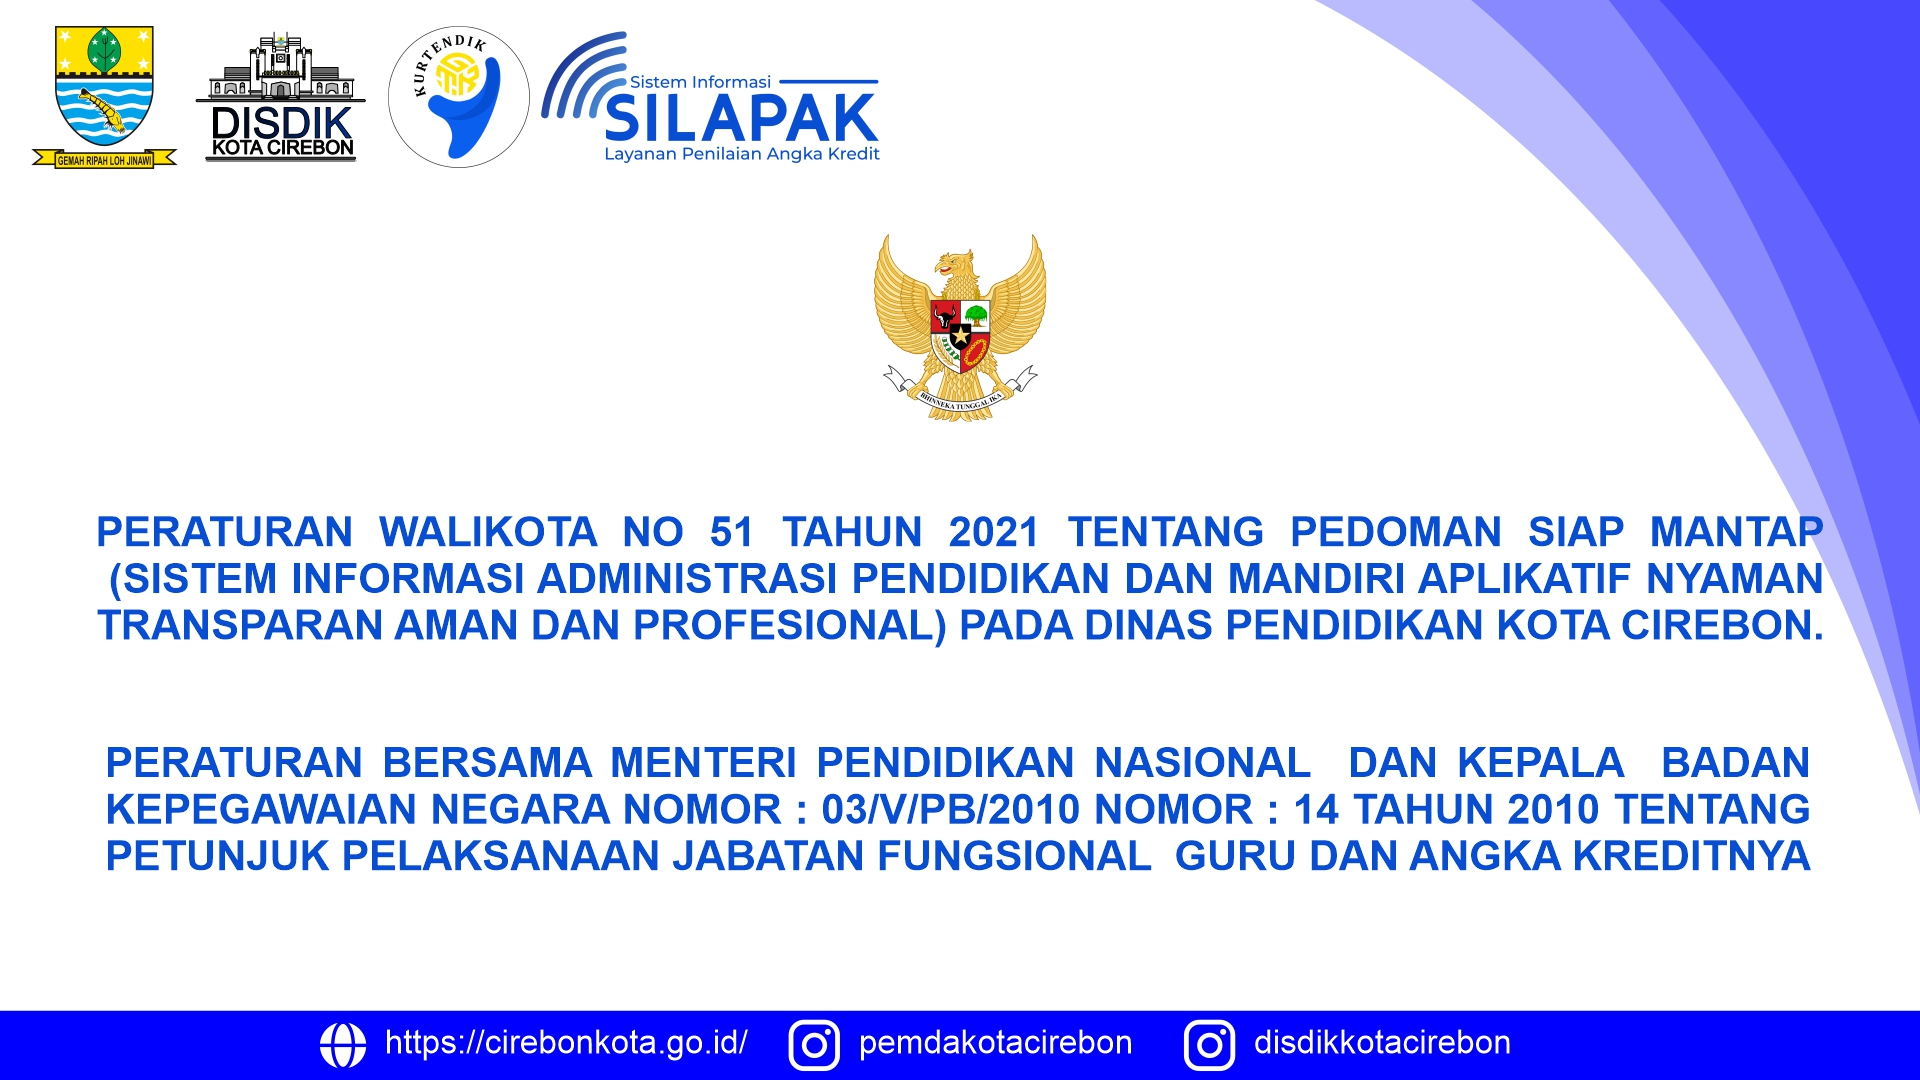 GEMAH RIPAH LOH JINAWI
DISDIK
KOTA CIREBON
KURTENDIK
GTK
Sistem Informasi
SILAPAK
Layanan Penilaian Angka Kredit
BHINNEKA TUNGGAL IKA
PERATURAN WALIKOTA NO 51 TAHUN 2021 TENTANG PEDOMAN SIAP MANTAP
(SISTEM INFORMASI ADMINISTRASI PENDIDIKAN DAN MANDIRI APLIKATIF NYAMAN
TRANSPARAN AMAN DAN PROFESIONAL) PADA DINAS PENDIDIKAN KOTA CIREBON.
PERATURAN BERSAMA MENTERI PENDIDIKAN NASIONAL DAN KEPALA BADAN
KEPEGAWAIAN NEGARA NOMOR : 03/V/PB/2010 NOMOR : 14 TAHUN 2010 TENTANG
PETUNJUK PELAKSANAAN JABATAN FUNGSIONAL GURU DAN ANGKA KREDITNYA
https://cirebonkota.go.id/
pemdakotacirebon
disdikkotacirebon